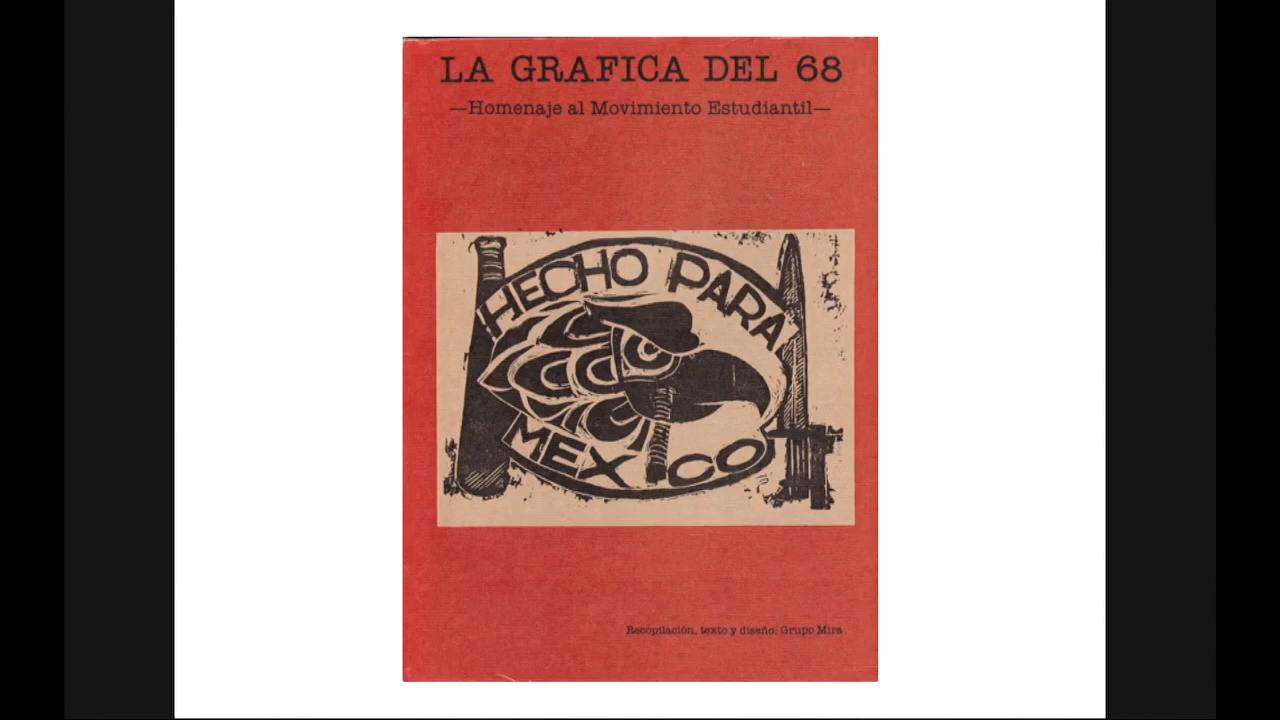 LA GRAFICA DEL 68
—Homenaje al Movimiento Estudiantil—
HECHO PARA
MEXICO
Recopilación, texto y diseño: Grupo Mira